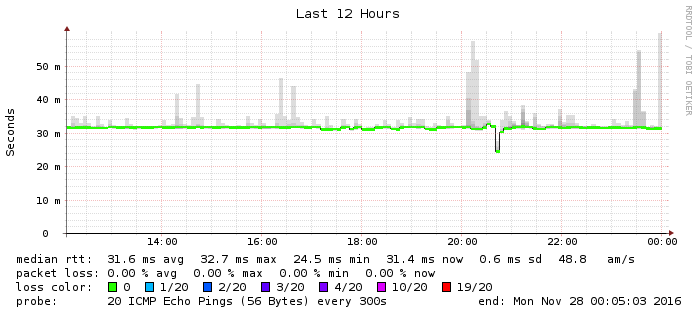 Last 12 Hours
RRDTOOL / TOBI OETIKER
Seconds
50 m
40 m
30 m
20 m
10 m
0
14:00 16:00 18:00 20:00 22:00 00:00
median rtt: 31.6 ms avg 32.7 ms max 24.5 ms min 31.4 ms now 0.6 ms sd 48.8 am/s
packet loss: 0.00 % avg 0.00 % max 0.00 % min 0.00 % now
loss color: 0 1/20 2/20 3/20 4/20 10/20 19/20
probe: 20 ICMP Echo Pings (56 Bytes) every 300s end: Mon Nov 28 00:05:03 2016